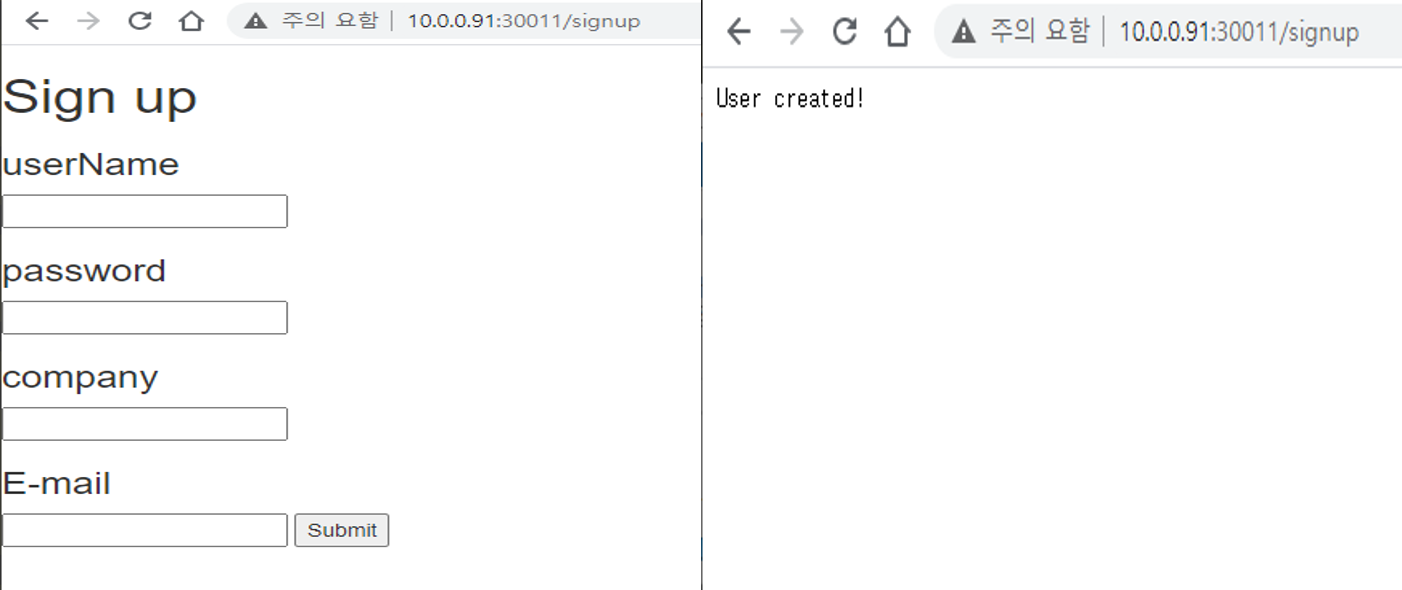 주의 요함 | 10.0.0.91:30011/signup
Sign up
userName
password
company
E-mail
Submit
주의 요함 | 10.0.0.91:30011/signup
User created!